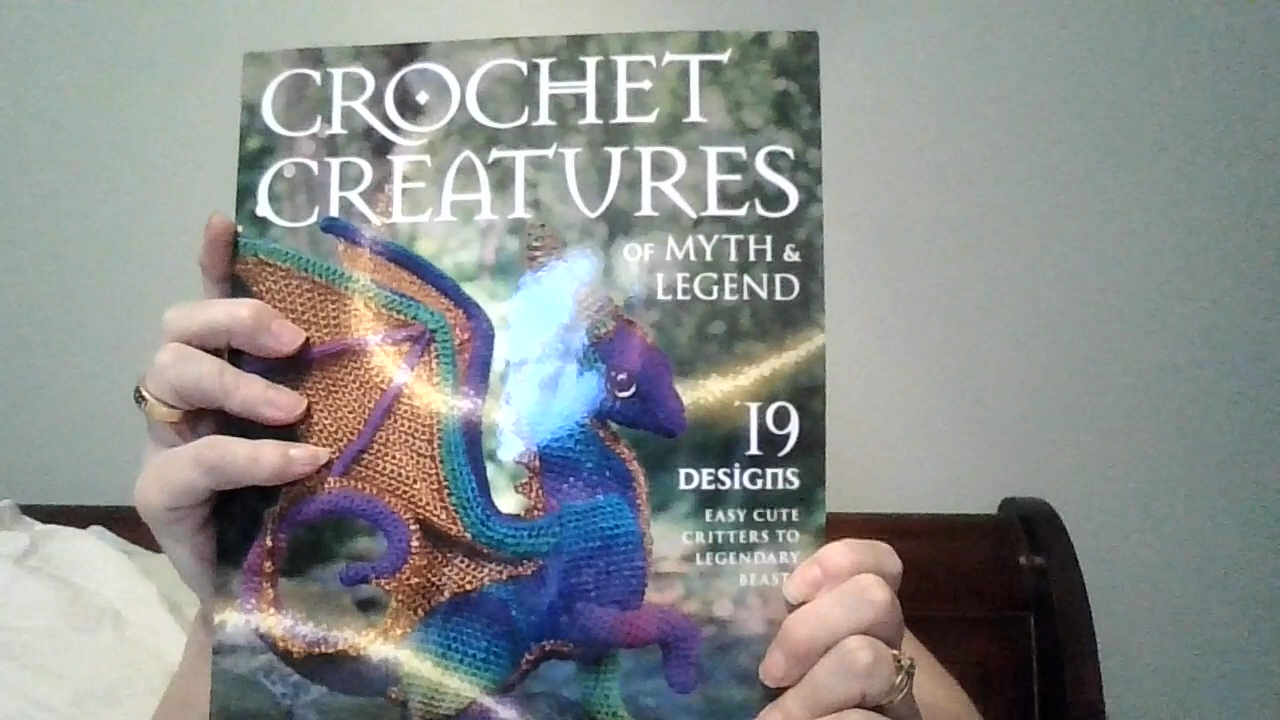 CROCHET
CREATURES
OF MYTH &
LEGEND
19
DESIGNS
EASY CUTE
CRITTERS TO
LEGENDARY